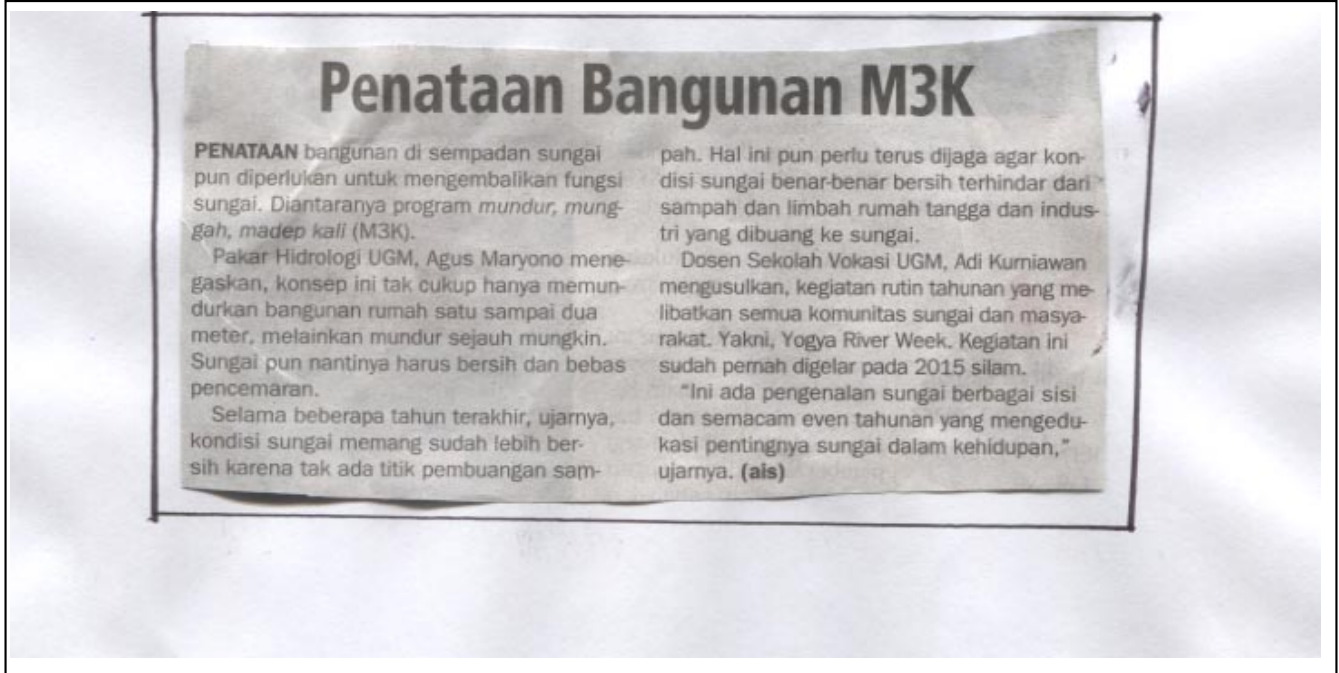 Penataan Bangunan M3K
PENATAAN bangunan di sempadan sungai
pun diperlukan untuk mengembalikan fungsi
sungai. Diantaranya program mundur, mung-
gah, madep kali (M3K).
Pakar Hidrologi UGM, Agus Maryono mene-
gaskan, konsep ini tak cukup hanya memun-
durkan bangunan rumah satu sampai dua
meter, melainkan mundur sejauh mungkin.
Sungai pun nantinya harus bersih dan bebas
pencemaran.
Selama beberapa tahun terakhir, ujarnya,
kondisi sungai memang sudah lebih ber-
sih karena tak ada titik pembuangan sam-
pah. Hal ini pun perlu terus dijaga agar kon-
disi sungai benar-benar bersih terhindar dari
sampah dan limbah rumah tangga dan indus-
tri yang dibuang ke sungai.
Dosen Sekolah Vokasi UGM, Adi Kurniawan
mengusulkan, kegiatan rutin tahunan yang me-
libatkan semua komunitas sungai dan masya-
rakat. Yakni, Yogya River Week. Kegiatan ini
sudah pernah digelar pada 2015 silam.
"Ini ada pengenalan sungai berbagai sisi
dan semacam even tahunan yang mengedu-
kasi pentingnya sungai dalam kehidupan,"
ujarnya. (ais)